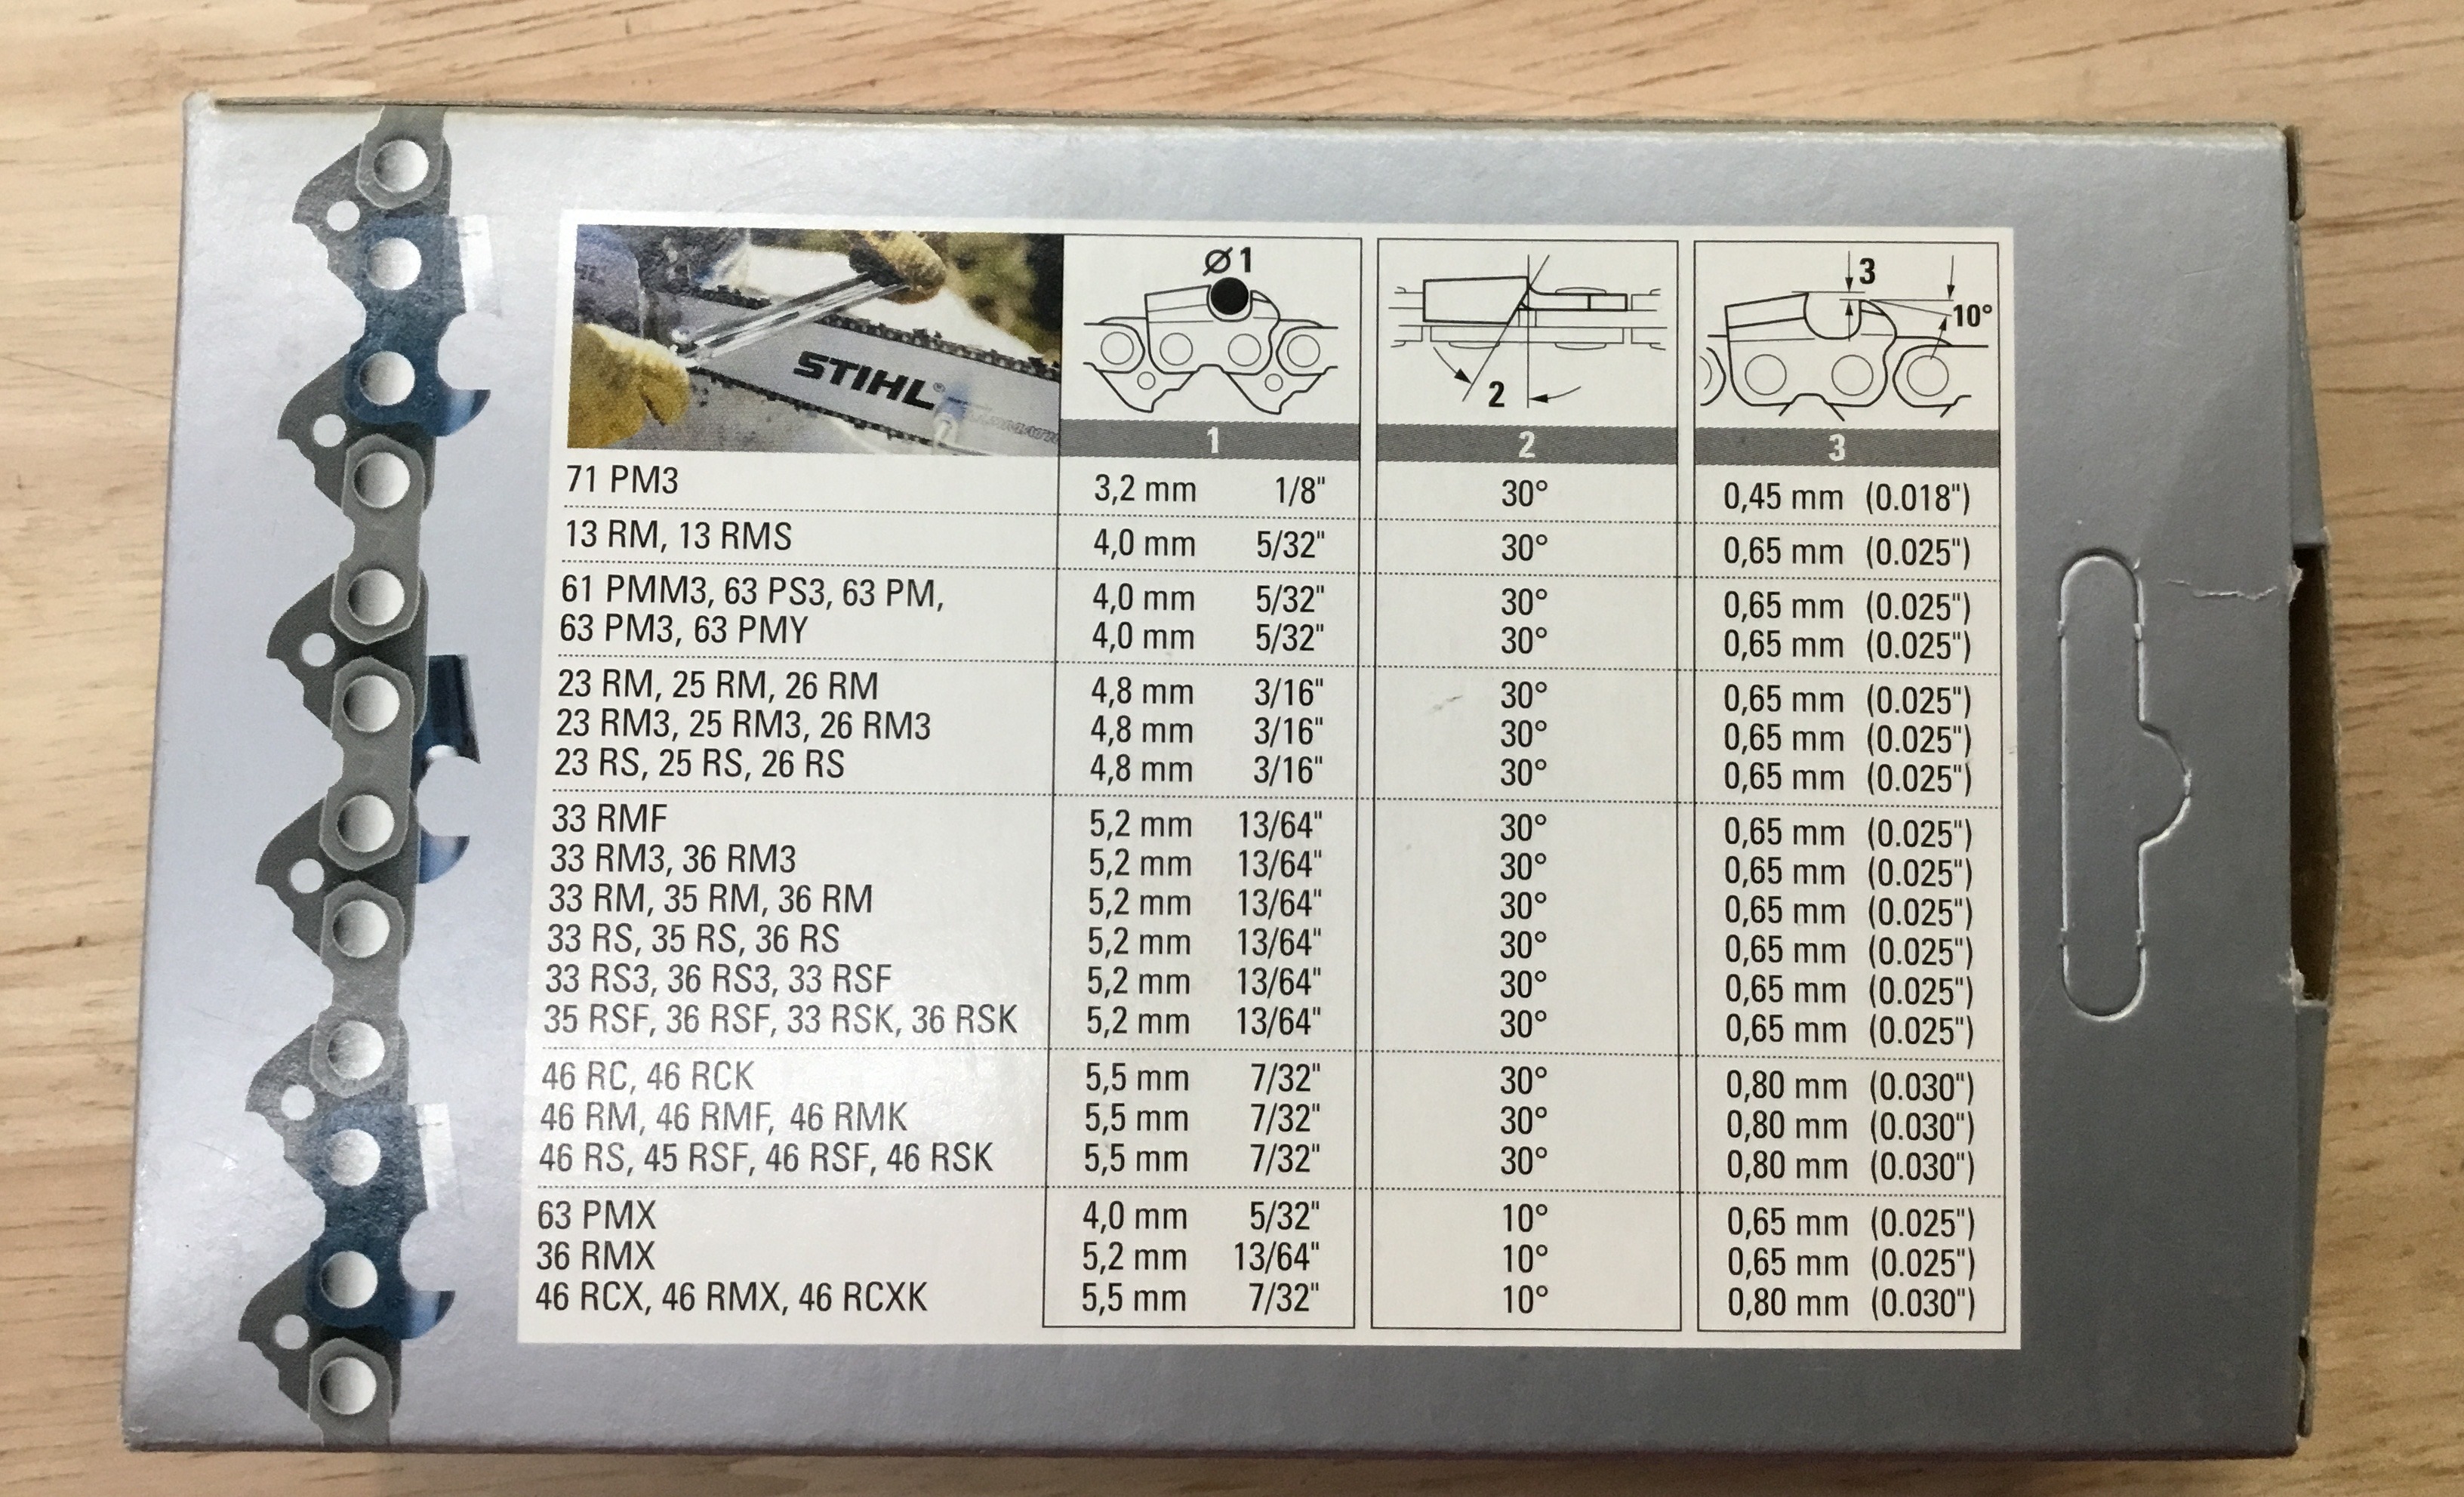 STIHL®
Ø1
2
3
10°
1 2 3
71 PM3 3,2 mm 1/8" 30° 0,45 mm (0.018")
13 RM, 13 RMS 4,0 mm 5/32" 30° 0,65 mm (0.025")
61 PMM3, 63 PS3, 63 PM, 4,0 mm 5/32" 30° 0,65 mm (0.025")
63 PM3, 63 PMY 4,0 mm 5/32" 30° 0,65 mm (0.025")
23 RM, 25 RM, 26 RM 4,8 mm 3/16" 30° 0,65 mm (0.025")
23 RM3, 25 RM3, 26 RM3 4,8 mm 3/16" 30° 0,65 mm (0.025")
23 RS, 25 RS, 26 RS 4,8 mm 3/16" 30° 0,65 mm (0.025")
33 RMF 5,2 mm 13/64" 30° 0,65 mm (0.025")
33 RM3, 36 RM3 5,2 mm 13/64" 30° 0,65 mm (0.025")
33 RM, 35 RM, 36 RM 5,2 mm 13/64" 30° 0,65 mm (0.025")
33 RS, 35 RS, 36 RS 5,2 mm 13/64" 30° 0,65 mm (0.025")
33 RS3, 36 RS3, 33 RSF 5,2 mm 13/64" 30° 0,65 mm (0.025")
35 RSF, 36 RSF, 33 RSK, 36 RSK 5,2 mm 13/64" 30° 0,65 mm (0.025")
46 RC, 46 RCK 5,5 mm 7/32" 30° 0,80 mm (0.030")
46 RM, 46 RMF, 46 RMK 5,5 mm 7/32" 30° 0,80 mm (0.030")
46 RS, 45 RSF, 46 RSF, 46 RSK 5,5 mm 7/32" 30° 0,80 mm (0.030")
63 PMX 4,0 mm 5/32" 10° 0,65 mm (0.025")
36 RMX 5,2 mm 13/64" 10° 0,65 mm (0.025")
46 RCX, 46 RMX, 46 RCXK 5,5 mm 7/32" 10° 0,80 mm (0.030")